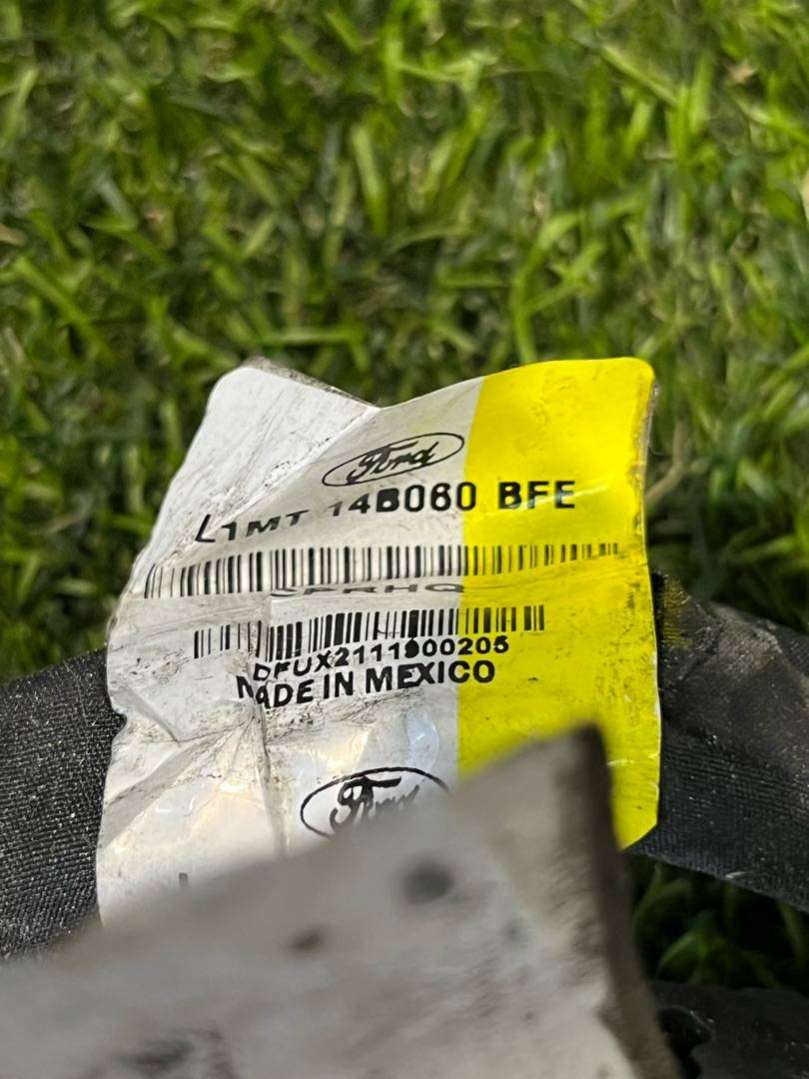 Ford
L1MT 14B060 BFE
DFUX2111900205
MADE IN MEXICO
Ford